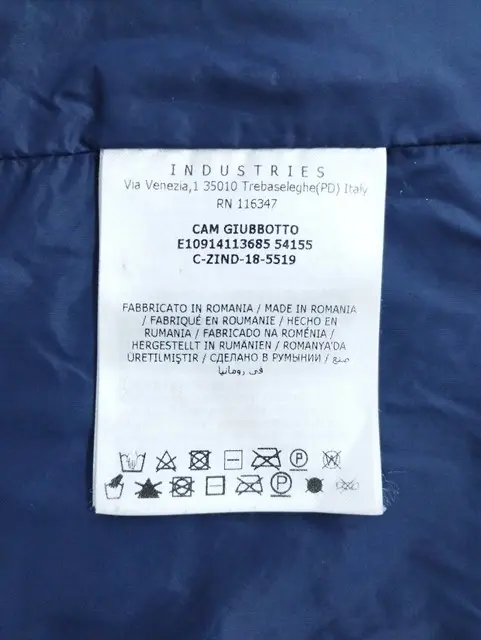 INDUSTRIES
Via Venezia,1 35010 Trebaseleghe(PD) Italy
RN 116347
CAM GIUBBOTTO
E10914113685 54155
C-ZIND-18-5519
FABBRICATO IN ROMANIA / MADE IN ROMANIA
/ FABRIQUÉ EN ROUMANIE / HECHO EN
RUMANIA / FABRICADO NA ROMÉNIA /
HERGESTELLT IN RUMÄNIEN / ROMANYA'DA
ÜRETILMIŞTIR / СДЕЛАНО В РУМЫНИИ / صنع
في رومانيا
P W
P